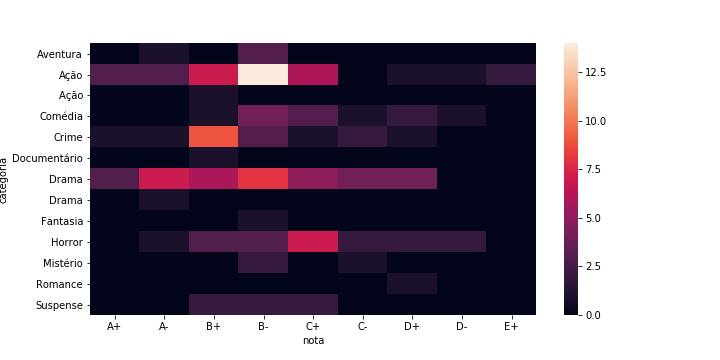 Aventura
Ação
Ação
Comédia
Crime
Documentário
Drama
Drama
Fantasia
Horror
Mistério
Romance
Suspense
categoria
A+ A- B+ B- C+ C- D+ D- E+
nota
12.5
10.0
7.5
5.0
2.5
0.0